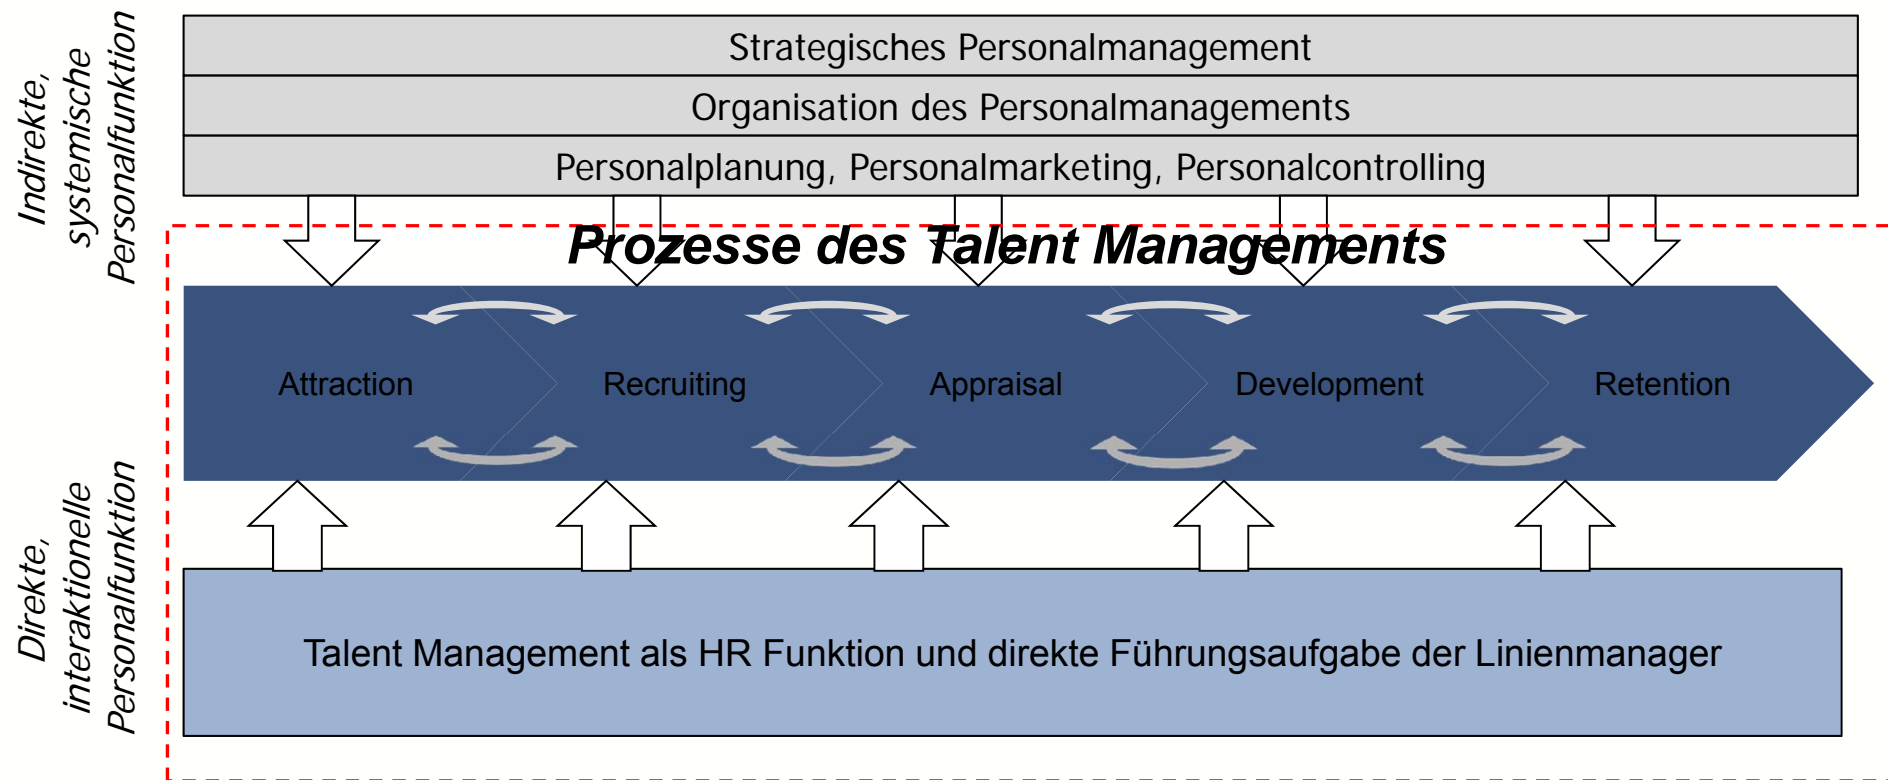 Indirekte,
systemische
Personalfunktion
Strategisches Personalmanagement
Organisation des Personalmanagements
Personalplanung, Personalmarketing, Personalcontrolling
Prozesse des Talent Managements
Attraction
Recruiting
Appraisal
Development
Retention
Direkte,
interaktionelle
Personalfunktion
Talent Management als HR Funktion und direkte Führungsaufgabe der Linienmanager